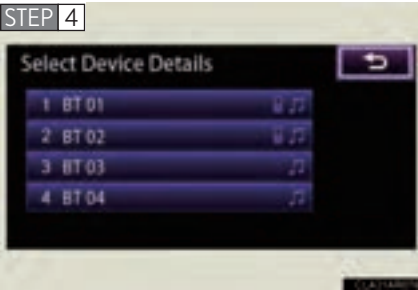 STEP 4
Select Device Details
1 BT 01
2 BT 02
3 BT 03
4 BT 04